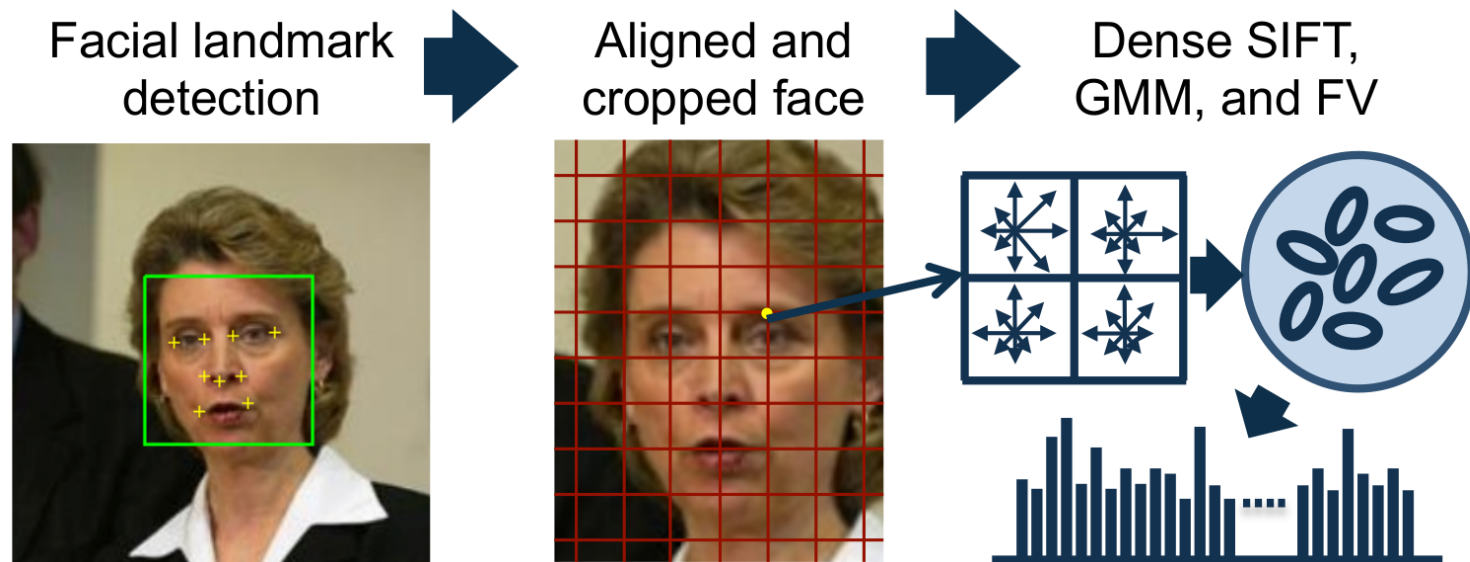 Facial landmark
detection
Aligned and
cropped face
Dense SIFT,
GMM, and FV